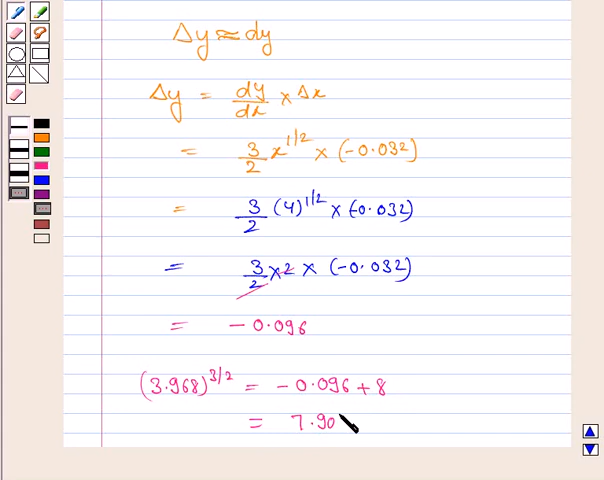 Δy ≈ dy
Δy = dy/dx × Δx
= 3/2 x^1/2 × (-0.032)
= 3/2 (4)^1/2 × (-0.032)
= 3/2 × 2 × (-0.032)
= -0.096
(3.968)^3/2 = -0.096 + 8
= 7.90